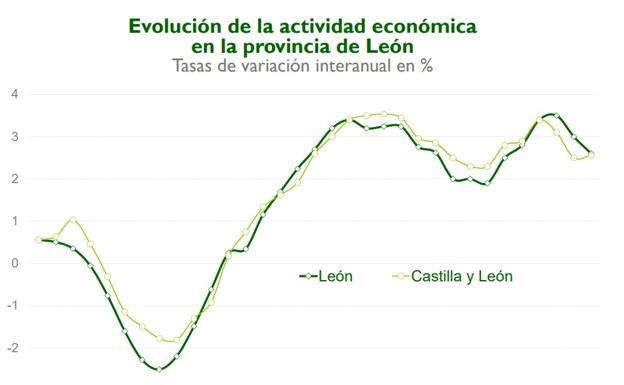 Evolución de la actividad económica
en la provincia de León
Tasas de variación interanual en %
4
3
2
1
0
-1
-2
León
Castilla y León